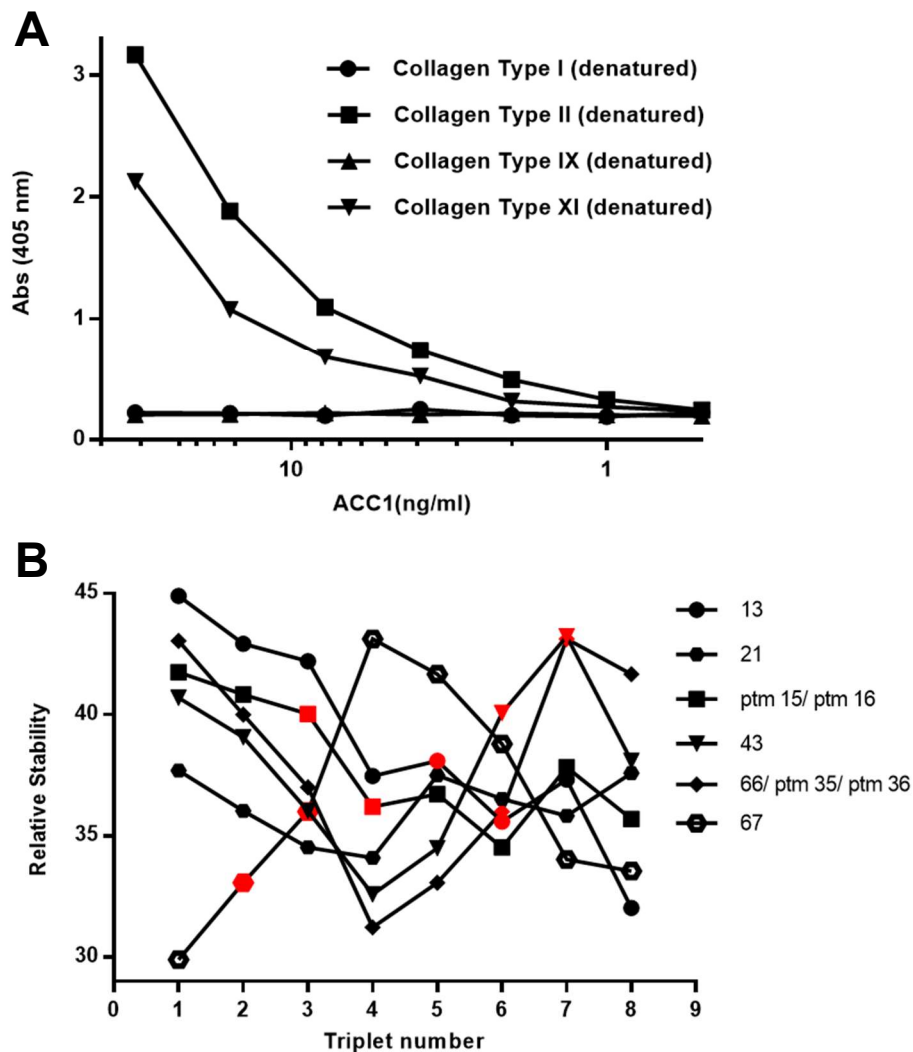 A
3
2
1
0
Abs (405 nm)
10
1
ACC1(ng/ml)
Collagen Type I (denatured)
Collagen Type II (denatured)
Collagen Type IX (denatured)
Collagen Type XI (denatured)
B
45
40
35
30
Relative Stability
0 1 2 3 4 5 6 7 8 9
Triplet number
13
21
ptm 15/ ptm 16
43
66/ ptm 35/ ptm 36
67